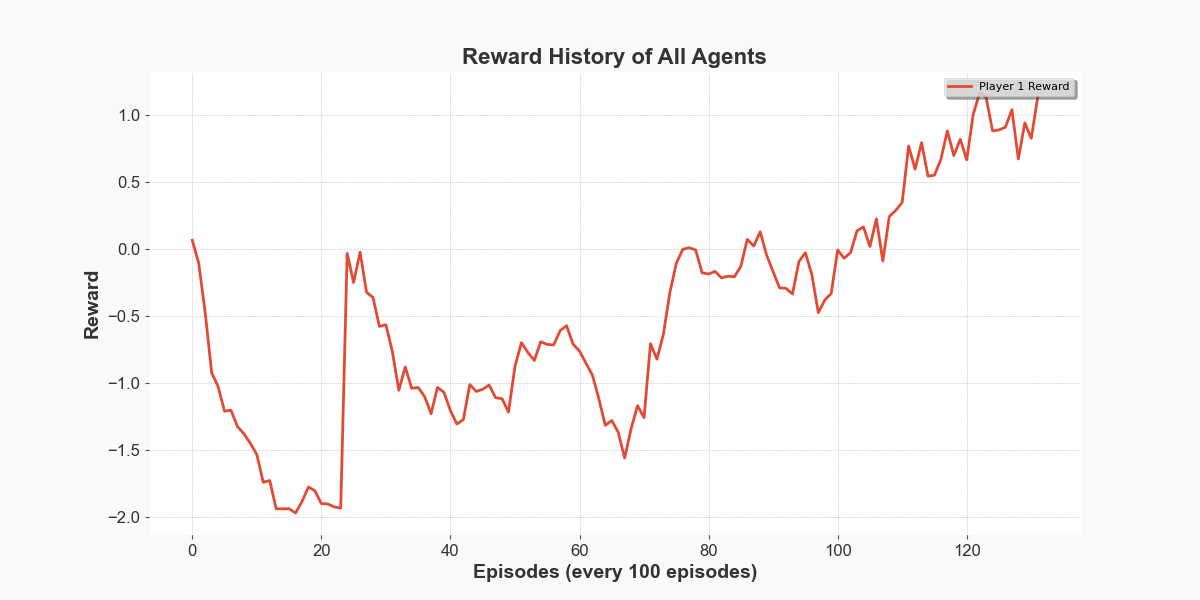 Reward History of All Agents
Player 1 Reward
1.0
0.5
0.0
−0.5
−1.0
−1.5
−2.0
Reward
0 20 40 60 80 100 120
Episodes (every 100 episodes)